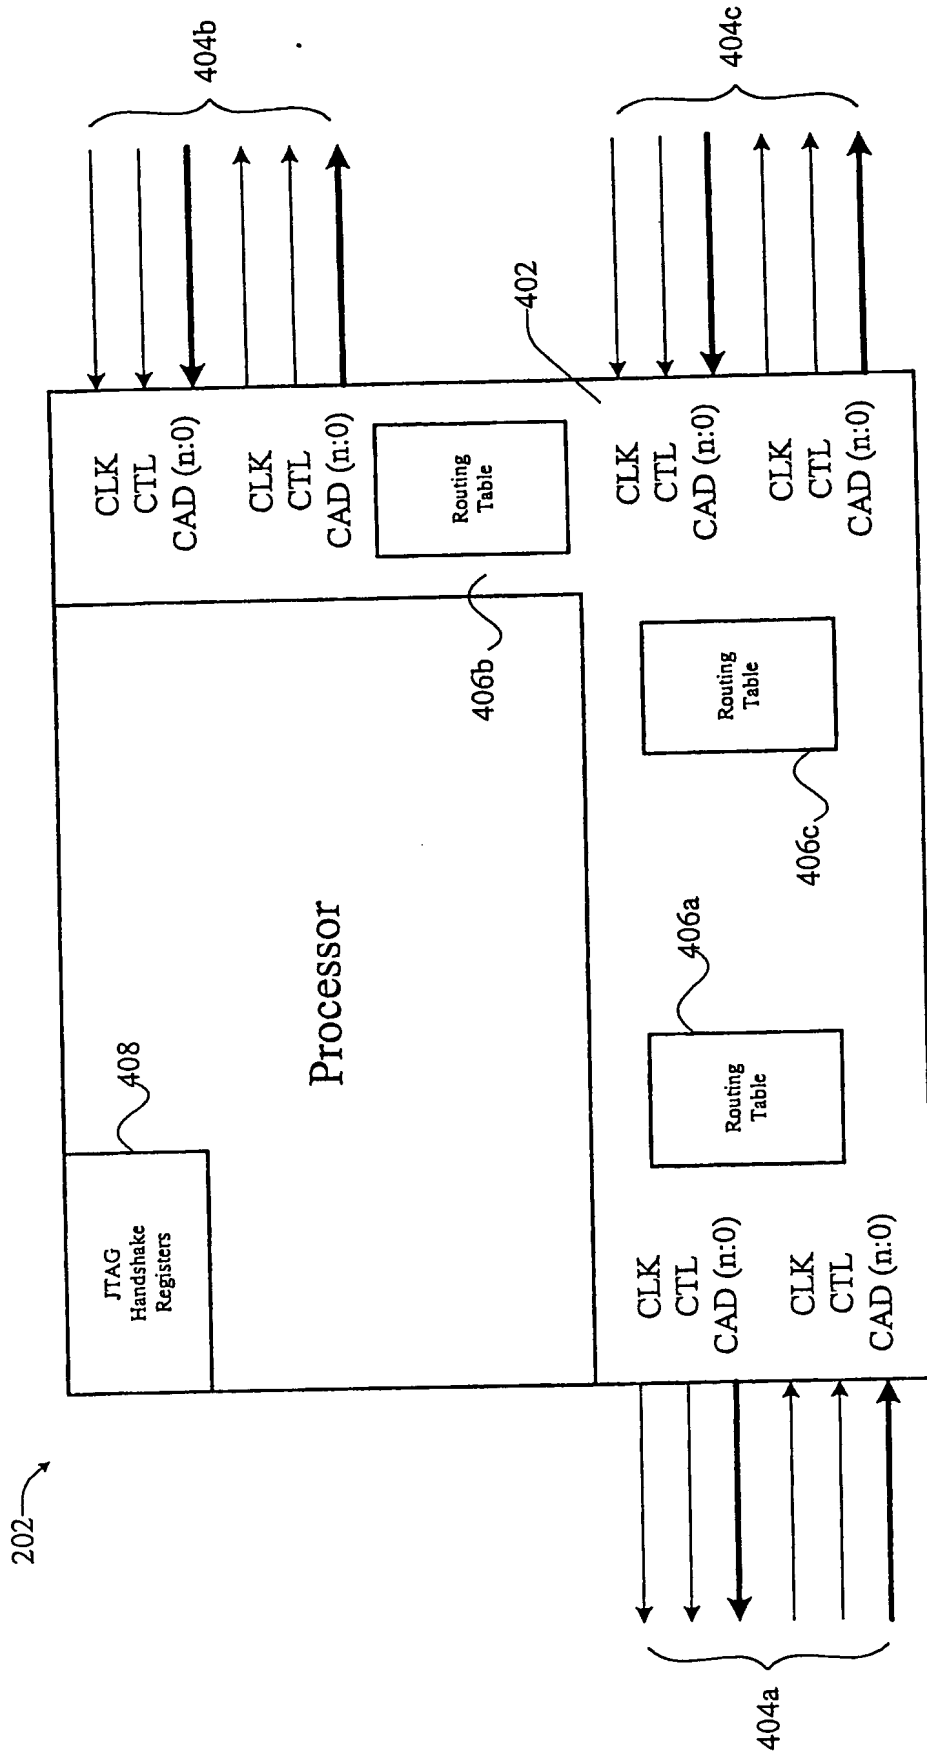 202
JTAG
Handshake
Registers
408
Processor
CLK
CTL
CAD (n:0)
CLK
CTL
CAD (n:0)
404b
Routing
Table
406b
402
CLK
CTL
CAD (n:0)
CLK
CTL
CAD (n:0)
404a
Routing
Table
406a
Routing
Table
406c
CLK
CTL
CAD (n:0)
CLK
CTL
CAD (n:0)
404c